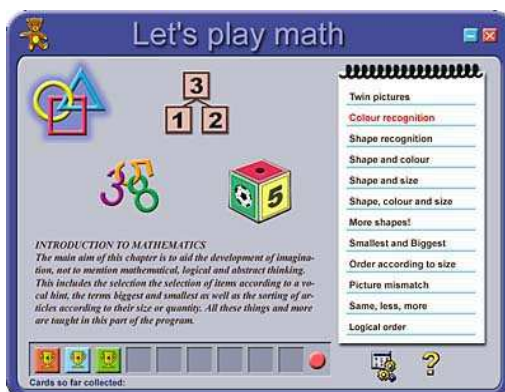 Let's play math
3
1 2
5
INTRODUCTION TO MATHEMATICS
The main aim of this chapter is to aid the development of imagina-
tion, not to mention mathematical, logical and abstract thinking.
This includes the selection the selection of items according to a vo-
cal hint, the terms biggest and smallest as well as the sorting of ar-
ticles according to their size or quantity. All these things and more
are taught in this part of the program.
Twin pictures
Colour recognition
Shape recognition
Shape and colour
Shape and size
Shape, colour and size
More shapes!
Smallest and Biggest
Order according to size
Picture mismatch
Same, less, more
Logical order
Cards so far collected:
?